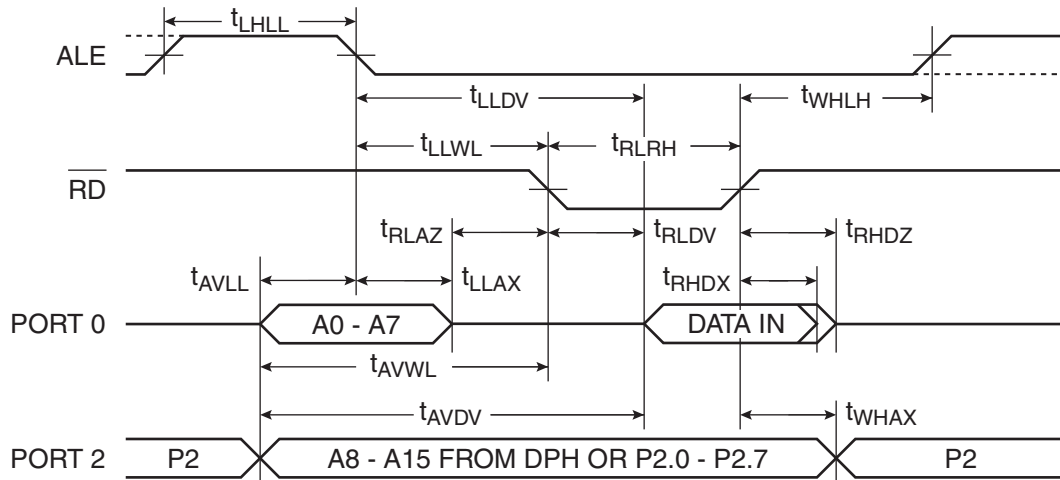 tLHLL
ALE
tLLDV
tWHLH
tLLWL
tRLRH
RD
tRLAZ
tRLDV
tRHDZ
tAVLL
tLLAX
tRHDX
PORT 0
A0 - A7
DATA IN
tAVWL
tAVDV
tWHAX
PORT 2
P2
A8 - A15 FROM DPH OR P2.0 - P2.7
P2